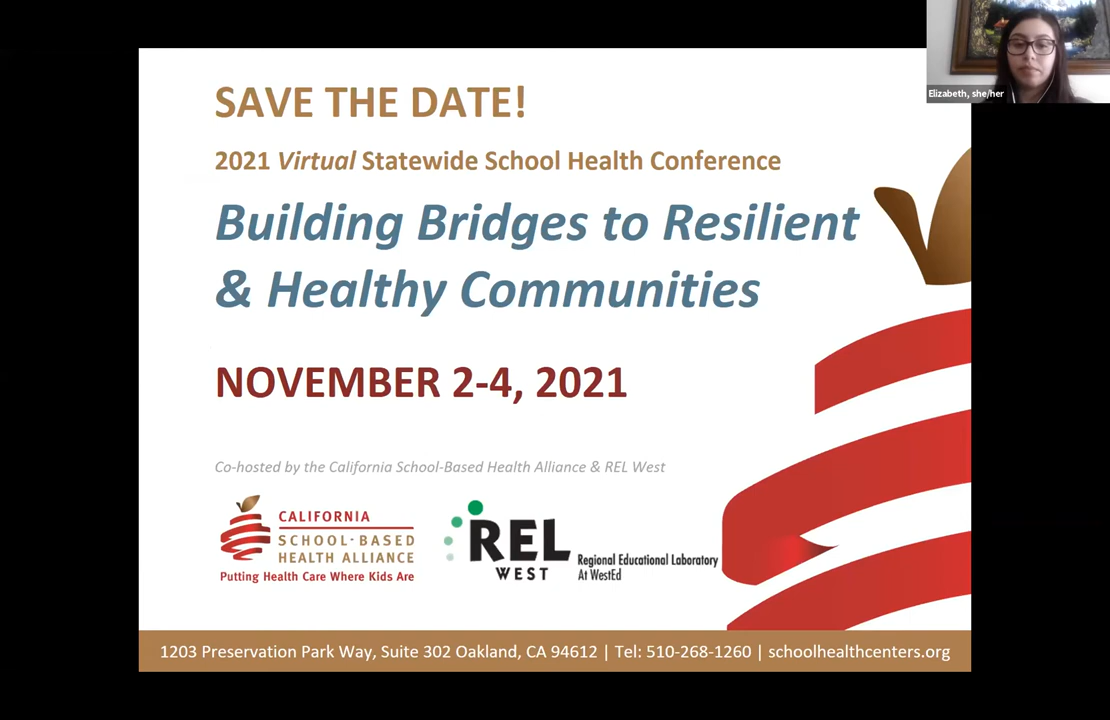 Elizabeth, she/her
SAVE THE DATE!
2021 Virtual Statewide School Health Conference
Building Bridges to Resilient
& Healthy Communities
NOVEMBER 2-4, 2021
Co-hosted by the California School-Based Health Alliance & REL West
CALIFORNIA
SCHOOL-BASED
HEALTH ALLIANCE
Putting Health Care Where Kids Are
REL
WEST
Regional Educational Laboratory
At WestEd
1203 Preservation Park Way, Suite 302 Oakland, CA 94612 | Tel: 510-268-1260 | schoolhealthcenters.org